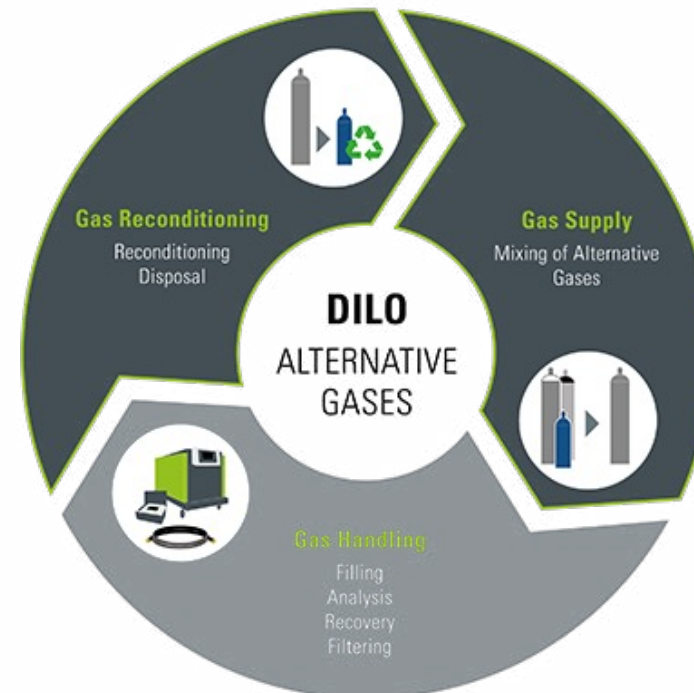 Gas Reconditioning
Reconditioning
Disposal
Gas Supply
Mixing of Alternative
Gases
DILO
ALTERNATIVE
GASES
Gas Handling
Filling
Analysis
Recovery
Filtering